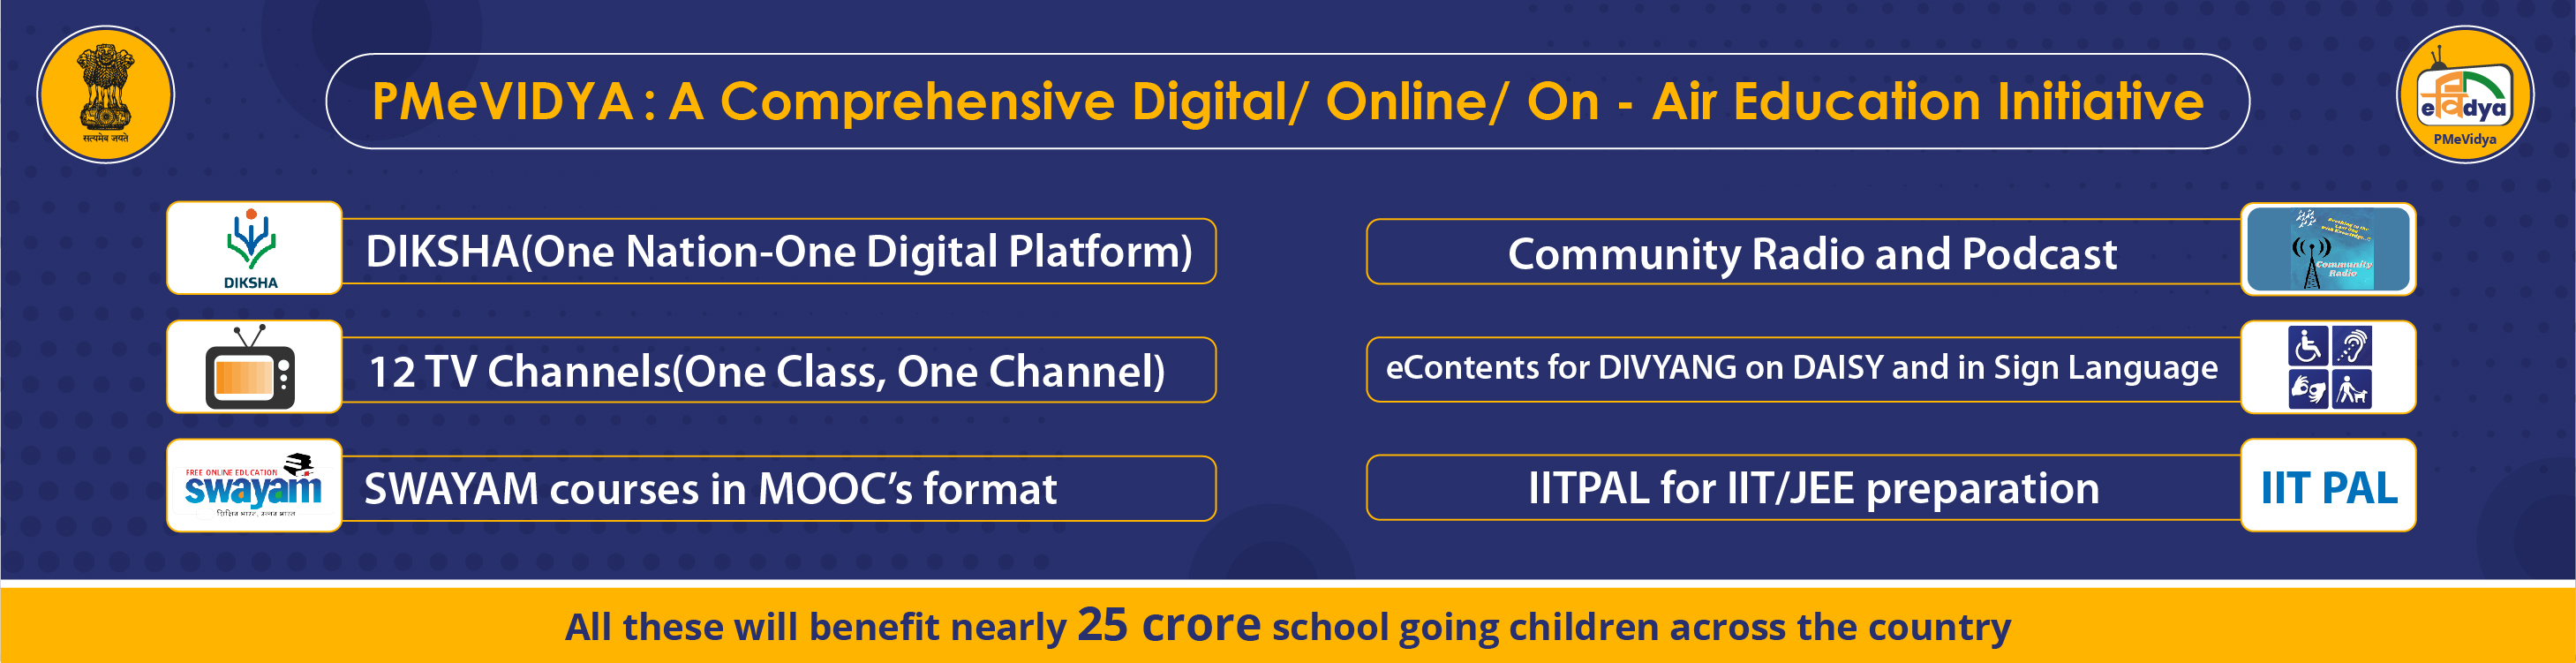 सत्यमेव जयते
PMeVIDYA : A Comprehensive Digital/ Online/ On - Air Education Initiative
eविdya
PMeVidya
DIKSHA
DIKSHA(One Nation-One Digital Platform)
12 TV Channels(One Class, One Channel)
FREE ONLINE EDUCATION
swayam
SWAYAM courses in MOOC’s format
Community Radio and Podcast
Community
Radio
eContents for DIVYANG on DAISY and in Sign Language
IITPAL for IIT/JEE preparation
IIT PAL
All these will benefit nearly 25 crore school going children across the country